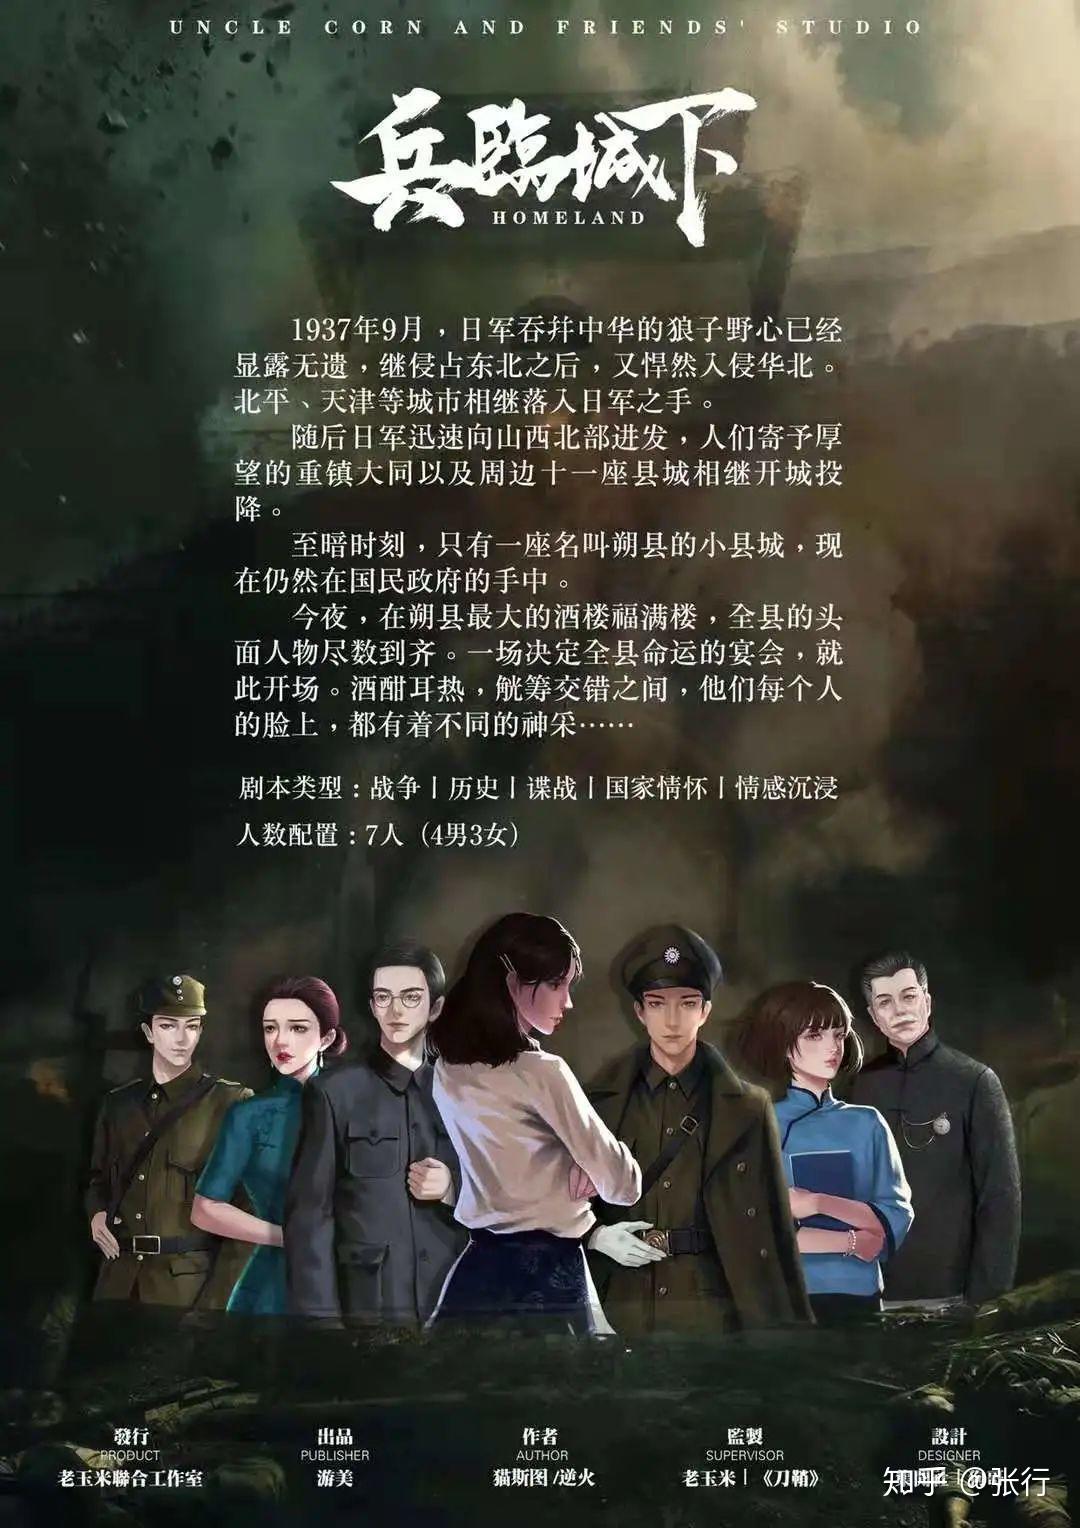 UNCLE CORN AND FRIENDS' STUDIO
兵臨城下
HOMELAND
1937年9月，日军吞并中华的狼子野心已经
显露无遗，继侵占东北之后，又悍然入侵华北。
北平、天津等城市相继落入日军之手。
随后日军迅速向山西北部进发，人们寄予厚
望的重镇大同以及周边十一座县城相继开城投
降。
至暗时刻，只有一座名叫朔县的小县城，现
在仍然在国民政府的手中。
今夜，在朔县最大的酒楼福满楼，全县的头
面人物尽数到齐。一场决定全县命运的宴会，就
此开场。酒酣耳热，觥筹交错之间，他们每个人
的脸上，都有着不同的神采……
剧本类型：战争丨历史丨谍战丨国家情怀丨情感沉浸
人数配置：7人（4男3女）
發行 出品 作者 監製 設計
PRODUCT PUBLISHER AUTHOR SUPERVISOR DESIGNER
老玉米聯合工作室 游美 猫斯图/逆火 老玉米丨《刀鞘》
知乎 @张行